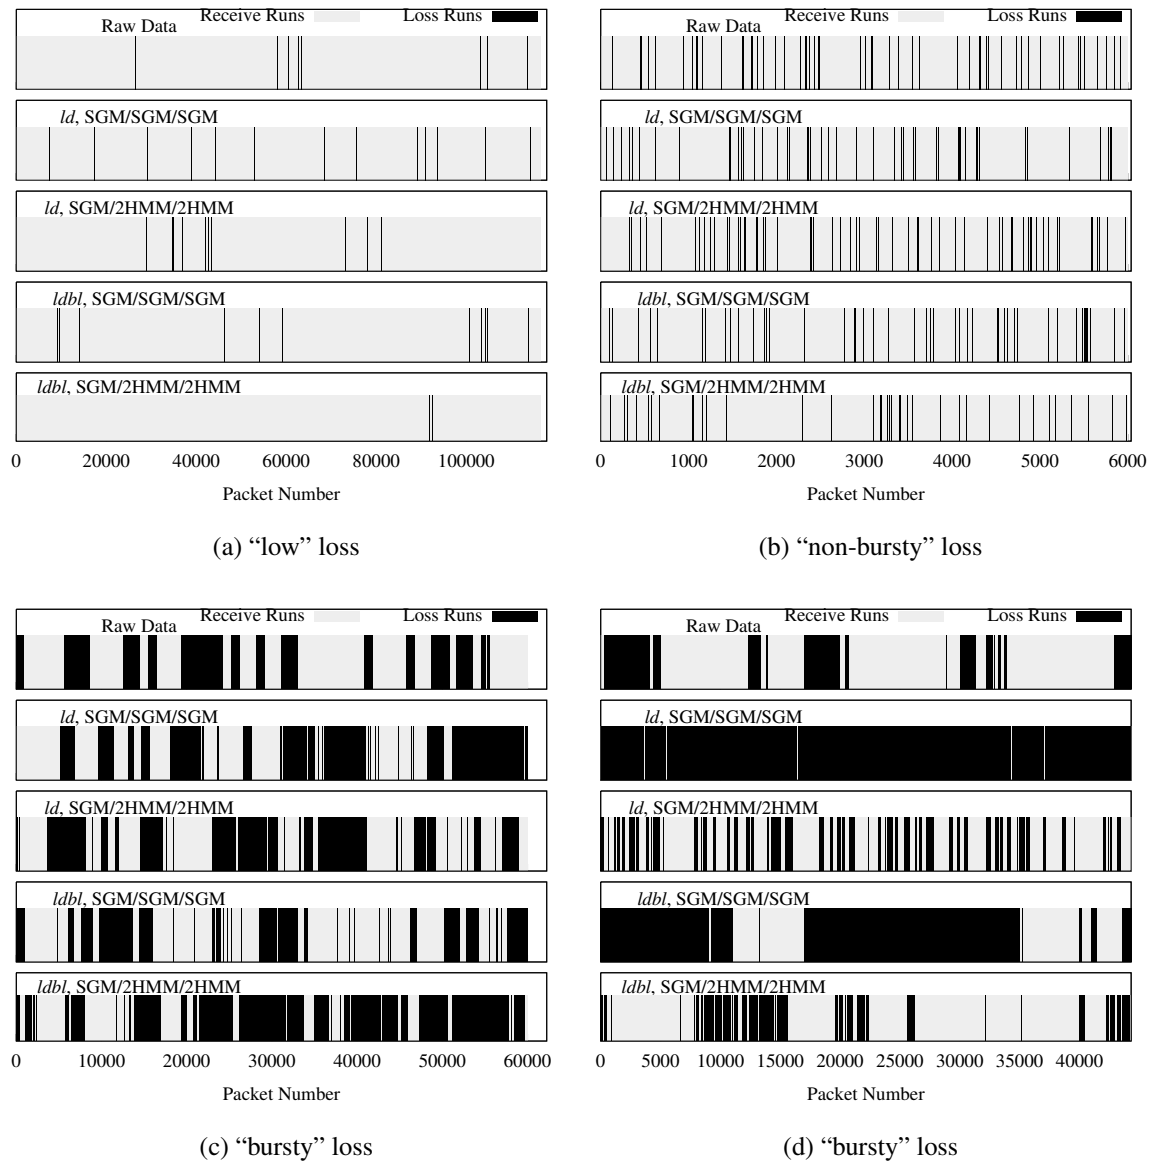 Receive Runs
Loss Runs
Raw Data
ld, SGM/SGM/SGM
ld, SGM/2HMM/2HMM
ldbl, SGM/SGM/SGM
ldbl, SGM/2HMM/2HMM
0 20000 40000 60000 80000 100000
Packet Number
(a) “low” loss
Receive Runs
Loss Runs
Raw Data
ld, SGM/SGM/SGM
ld, SGM/2HMM/2HMM
ldbl, SGM/SGM/SGM
ldbl, SGM/2HMM/2HMM
0 1000 2000 3000 4000 5000 6000
Packet Number
(b) “non-bursty” loss
Receive Runs
Loss Runs
Raw Data
ld, SGM/SGM/SGM
ld, SGM/2HMM/2HMM
ldbl, SGM/SGM/SGM
ldbl, SGM/2HMM/2HMM
0 10000 20000 30000 40000 50000 60000
Packet Number
(c) “bursty” loss
Receive Runs
Loss Runs
Raw Data
ld, SGM/SGM/SGM
ld, SGM/2HMM/2HMM
ldbl, SGM/SGM/SGM
ldbl, SGM/2HMM/2HMM
0 5000 10000 15000 20000 25000 30000 35000 40000
Packet Number
(d) “bursty” loss